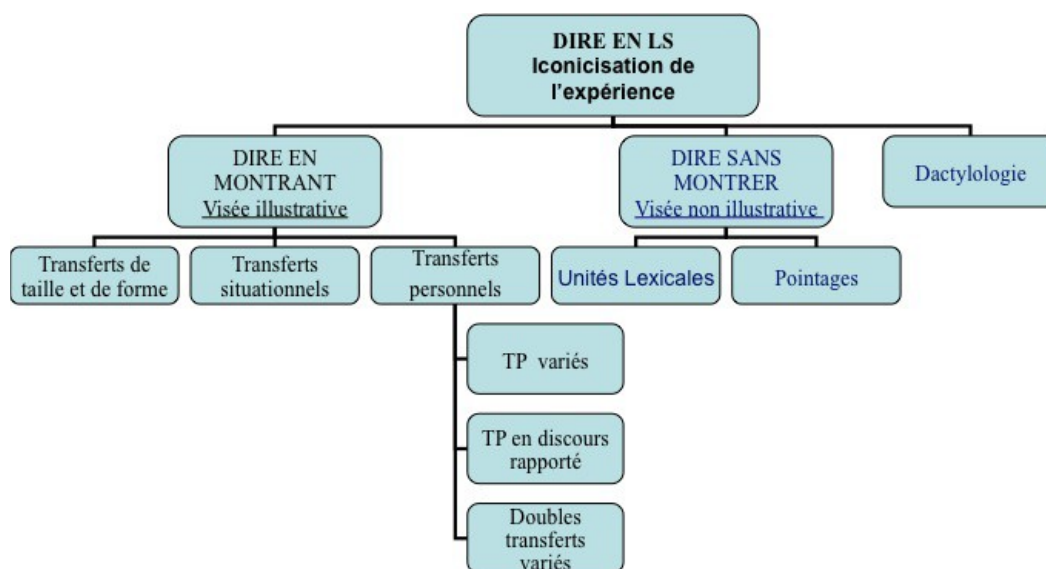 DIRE EN LS
Iconicisation de
l'expérience
DIRE EN
MONTRANT
Visée illustrative
DIRE SANS
MONTRER
Visée non illustrative
Dactylologie
Transferts de
taille et de forme
Transferts
situationnels
Transferts
personnels
Unités Lexicales
Pointages
TP variés
TP en discours
rapporté
Doubles
transferts
variés